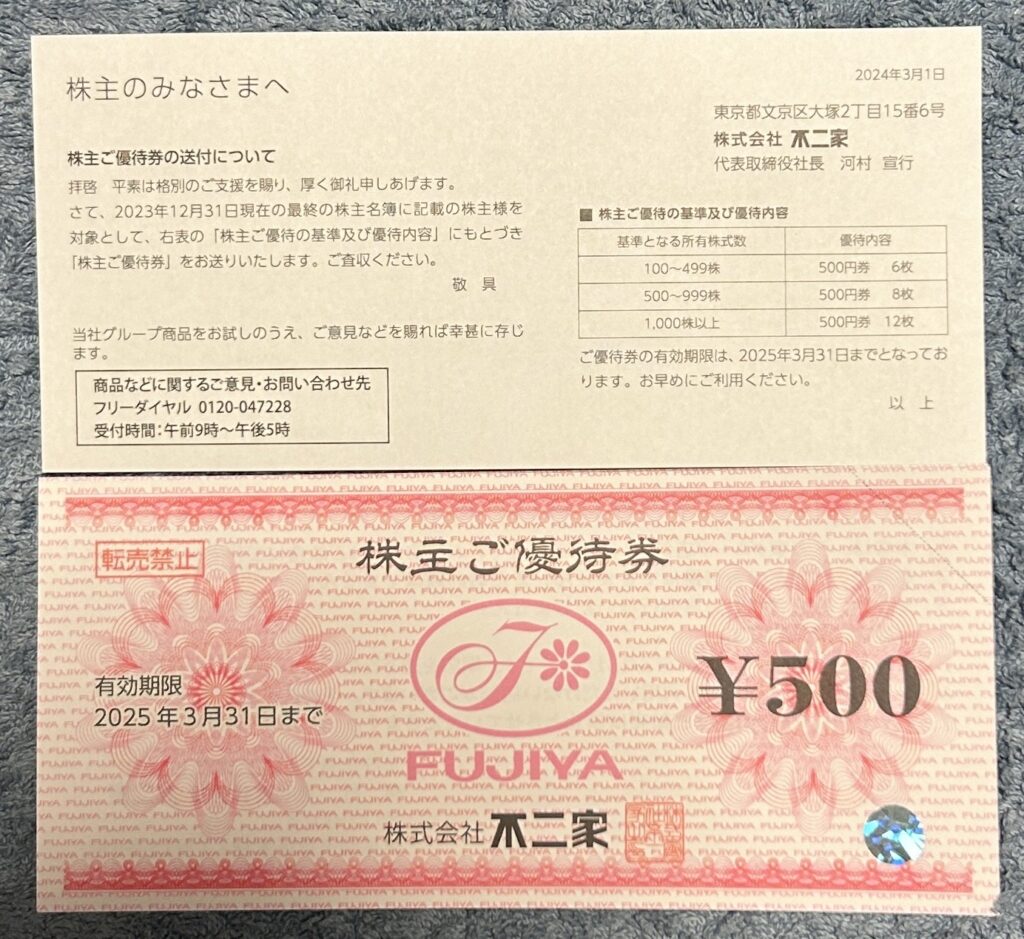 株主のみなさまへ
2024年3月1日
東京都文京区大塚2丁目15番6号
株式会社 不二家
代表取締役社長 河村 宣行
株主ご優待券の送付について
拝啓 平素は格別のご支援を賜り、厚く御礼申しあげます。
さて、2023年12月31日現在の最終の株主名簿に記載の株主様を
対象として、右表の「株主ご優待の基準及び優待内容」にもとづき
「株主ご優待券」をお送りいたします。ご査収ください。
敬 具
当社グループ商品をお試しのうえ、ご意見などを賜れば幸甚に存じ
ます。
商品などに関するご意見・お問い合わせ先
フリーダイヤル 0120-047228
受付時間:午前9時~午後5時
■ 株主ご優待の基準及び優待内容
基準となる所有株式数 優待内容
100~499株 500円券 6枚
500~999株 500円券 8枚
1,000株以上 500円券 12枚
ご優待券の有効期限は、2025年3月31日までとなってお
ります。お早めにご利用ください。
以 上
転売禁止
株主ご優待券
有効期限
2025年3月31日まで
F
¥500
FUJIYA
株式会社 不二家